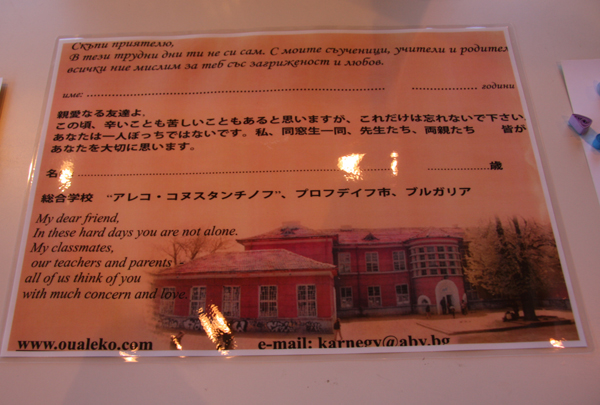 Скъпи приятелю,
В тези трудни дни ти не си сам. С моите съученици, учители и родител
всички ние мислим за теб със загриженост и любов.
име: ................................................................ .................. години
親愛なる友達よ、
この頃、辛いことも苦しいこともあると思いますが、これだけは忘れないで下さい。
あなたは一人ぼっちではないです。私、同窓生一同、先生たち、両親たち 皆が
あなたを大切に思います。
名 ................................................................ ..................歳
総合学校 “アレコ・コヌスタンチノフ”、プロフデイフ市、ブルガリア
My dear friend,
In these hard days you are not alone.
My classmates,
our teachers and parents
all of us think of you
with much concern and love.
www.oualeko.com e-mail: karnegy@abv.bg